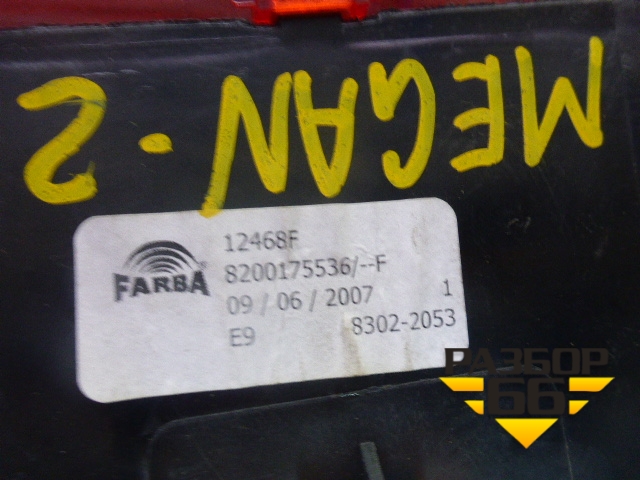 MEGAN-2
FARBA
12468F
8200175536/--F
09 / 06 / 2007 1
E9 8302-2053
РАЗБОР
66